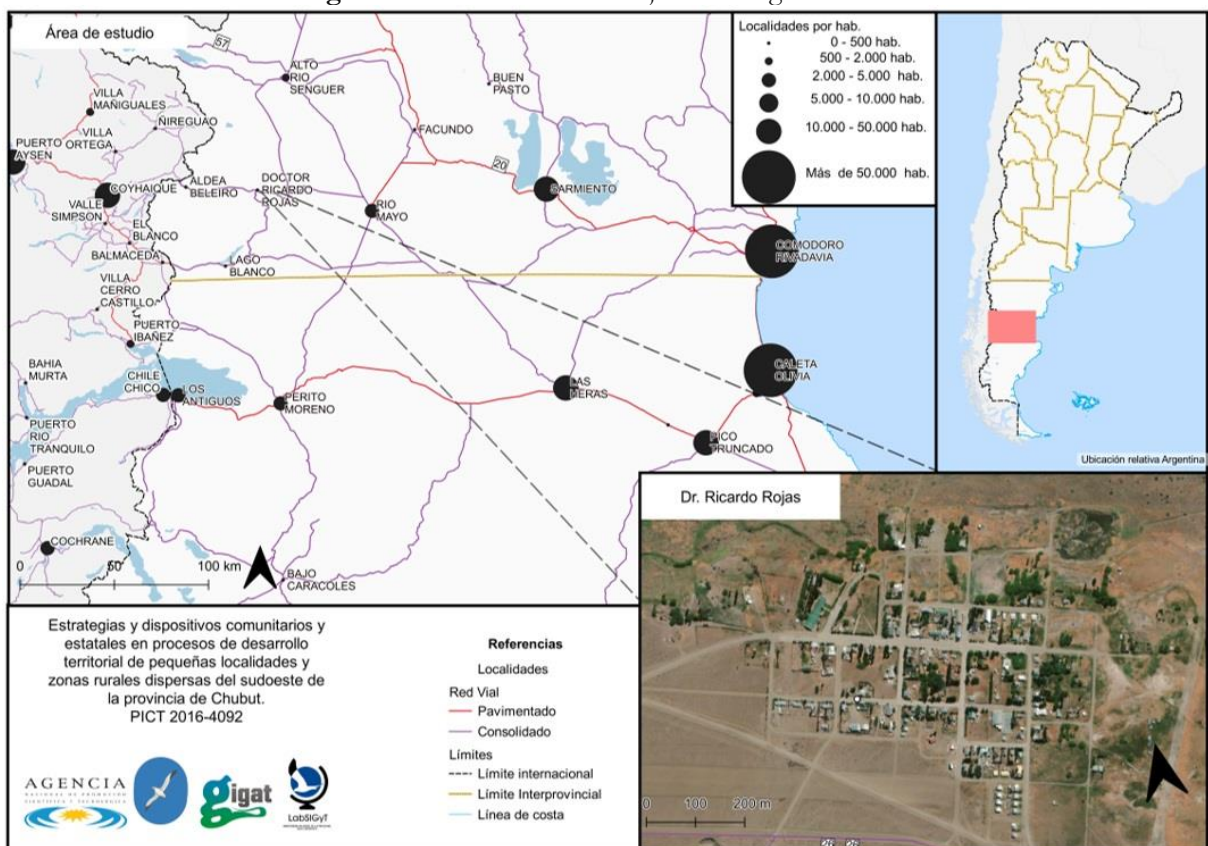 Área de estudio
57
ALTO
RIO
SENGUER
BUEN
PASTO
VILLA
MAÑIGUALES
ÑIREGUAO
VILLA
ORTEGA
PUERTO
AYSEN
FACUNDO
20
COYHAIQUE
ALDEA
BELEIRO
DOCTOR
RICARDO
ROJAS
SARMIENTO
VALLE
SIMPSON
RIO
MAYO
EL
BLANCO
BALMACEDA
LAGO
BLANCO
COMODORO
RIVADAVIA
VILLA
CERRO
CASTILLO
PUERTO
IBAÑEZ
BAHIA
MURTA
CHILE
CHICO
LOS
ANTIGUOS
PERITO
MORENO
LAS
HERAS
CALETA
OLIVIA
PICO
TRUNCADO
PUERTO
RIO
TRANQUILO
PUERTO
GUADAL
COCHRANE
BAJO
CARACOLES
0 50 100 km
Localidades por hab.
0 - 500 hab.
500 - 2.000 hab.
2.000 - 5.000 hab.
5.000 - 10.000 hab.
10.000 - 50.000 hab.
Más de 50.000 hab.
Ubicación relativa Argentina
Dr. Ricardo Rojas
0 100 200 m
Estrategias y dispositivos comunitarios y
estatales en procesos de desarrollo
territorial de pequeñas localidades y
zonas rurales dispersas del sudoeste de
la provincia de Chubut.
PICT 2016-4092
AGENCIA
NACIONAL DE PROMOCIÓN
CIENTÍFICA Y TECNOLÓGICA
gigat
LabSIGyT
Referencias
Localidades
Red Vial
Pavimentado
Consolidado
Límites
Límite internacional
Límite Interprovincial
Línea de costa